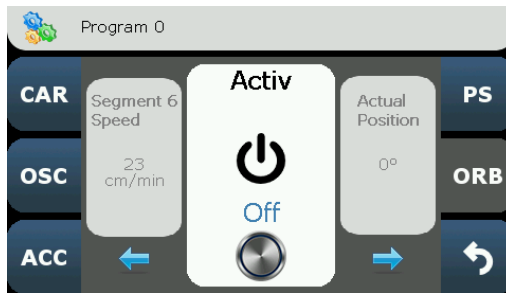 Program 0
CAR
OSC
ACC
Segment 6
Speed
23
cm/min
Activ
Off
Actual
Position
0°
PS
ORB